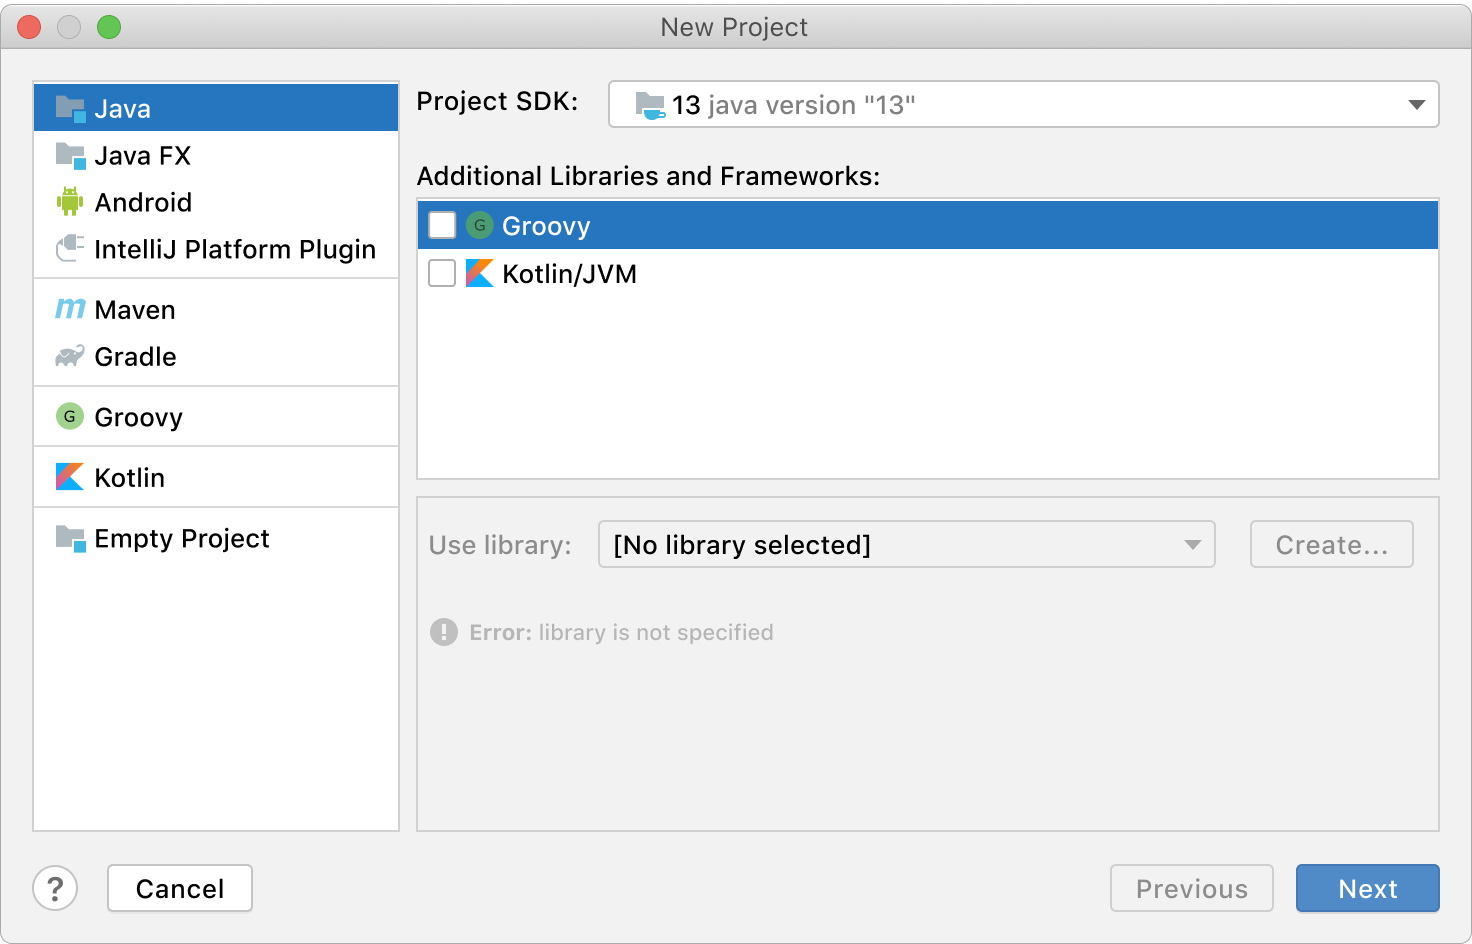 New Project
Java
Java FX
Android
IntelliJ Platform Plugin
Maven
Gradle
Groovy
Kotlin
Empty Project
Project SDK: 13 java version "13"
Additional Libraries and Frameworks:
Groovy
Kotlin/JVM
Use library: [No library selected] Create...
Error: library is not specified
? Cancel Previous Next